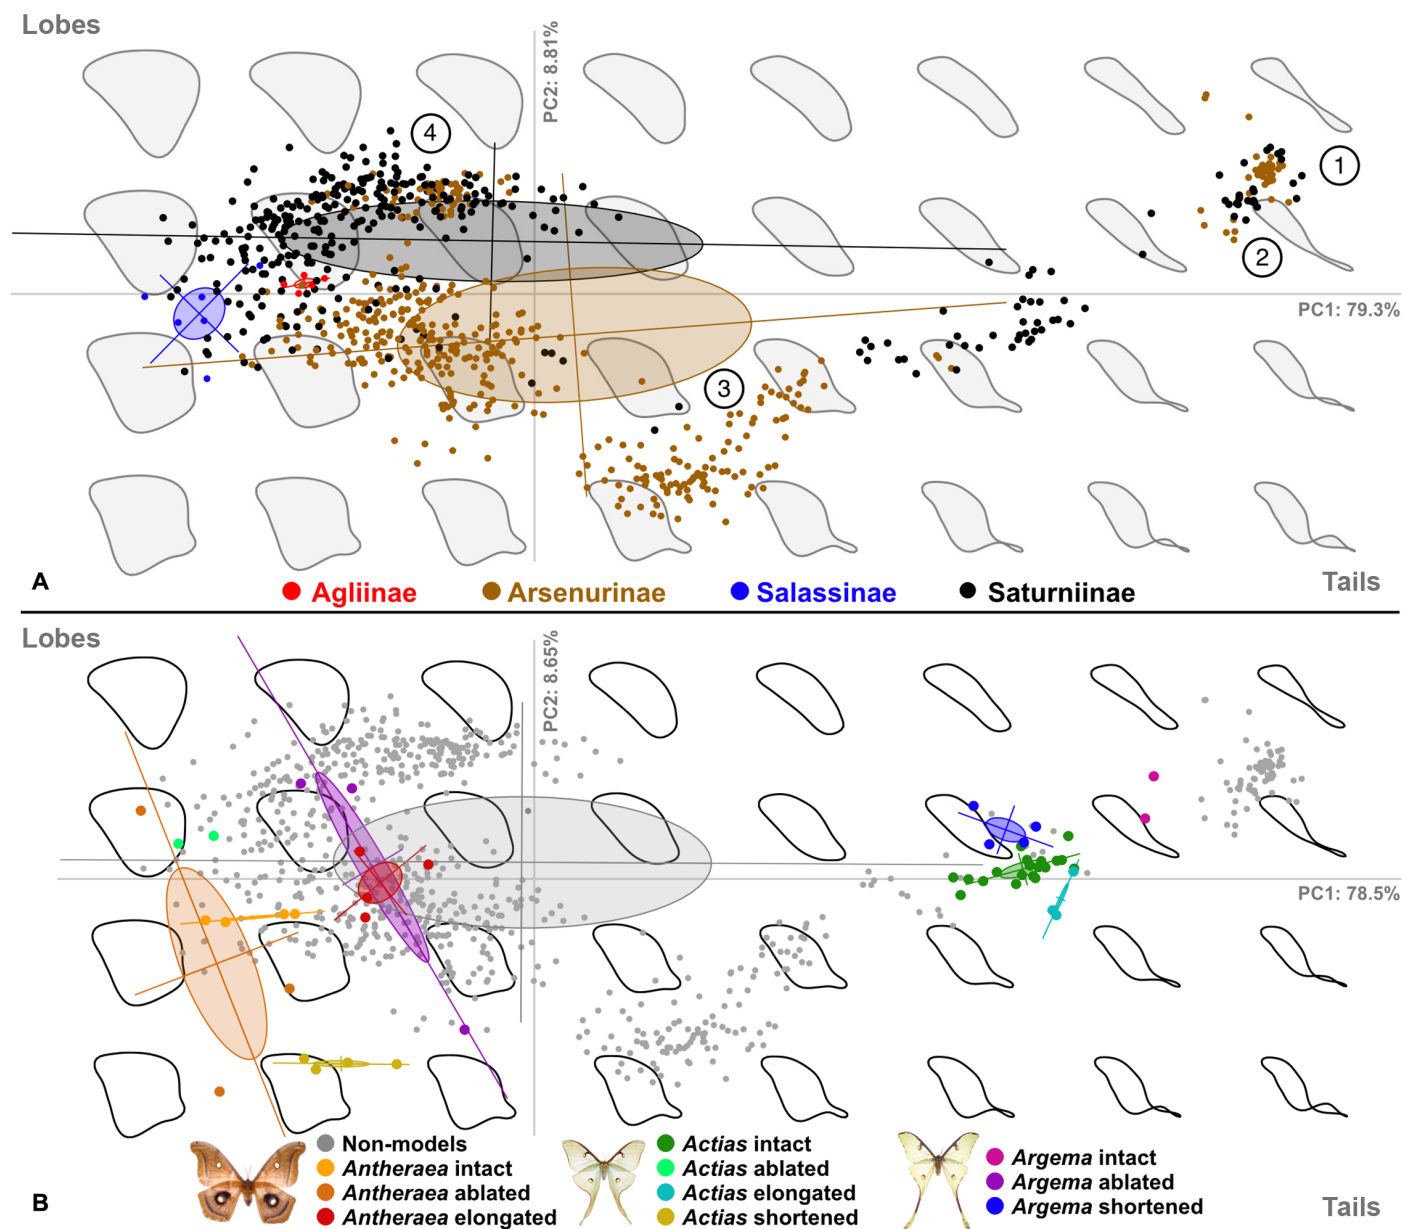 Lobes
PC2: 8.81%
4
1
2
PC1: 79.3%
3
A
Tails
Agliinae
Arsenurinae
Salassinae
Saturniinae
Lobes
PC2: 8.65%
PC1: 78.5%
Non-models
Antheraea intact
Antheraea ablated
Antheraea elongated
Actias intact
Actias ablated
Actias elongated
Actias shortened
Argema intact
Argema ablated
Argema shortened
B
Tails